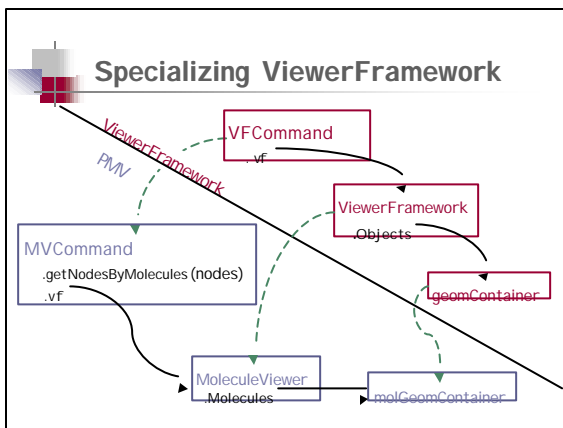 Specializing ViewerFramework
VFCommand
.vf
ViewerFramework
PMV
ViewerFramework
.Objects
MVCommand
.getNodesByMolecules (nodes)
.vf
geomContainer
MoleculeViewer
.Molecules
molGeomContainer